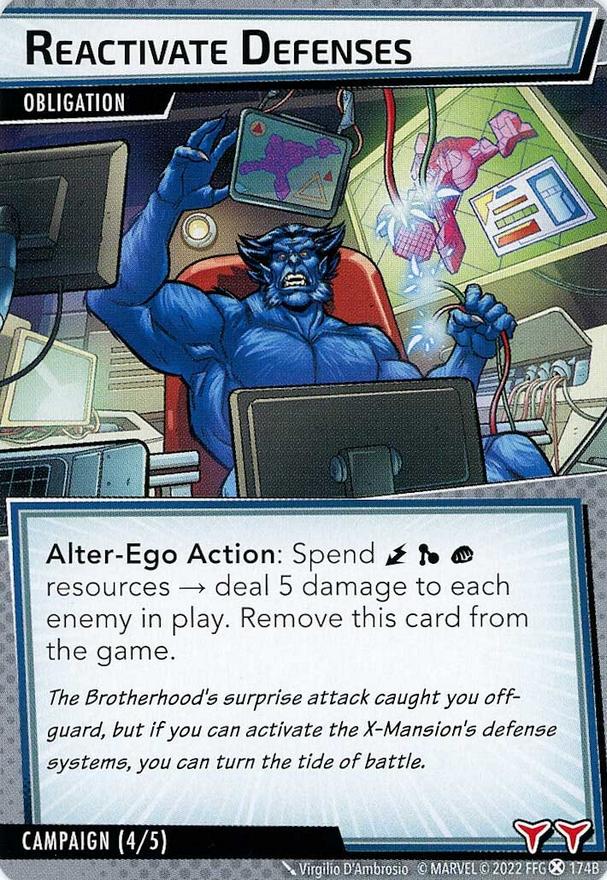 REACTIVATE DEFENSES
OBLIGATION
Alter-Ego Action: Spend
resources → deal 5 damage to each
enemy in play. Remove this card from
the game.
The Brotherhood's surprise attack caught you off-
guard, but if you can activate the X-Mansion's defense
systems, you can turn the tide of battle.
CAMPAIGN (4/5)
Virgilio D'Ambrosio © MARVEL © 2022 FFG 174B